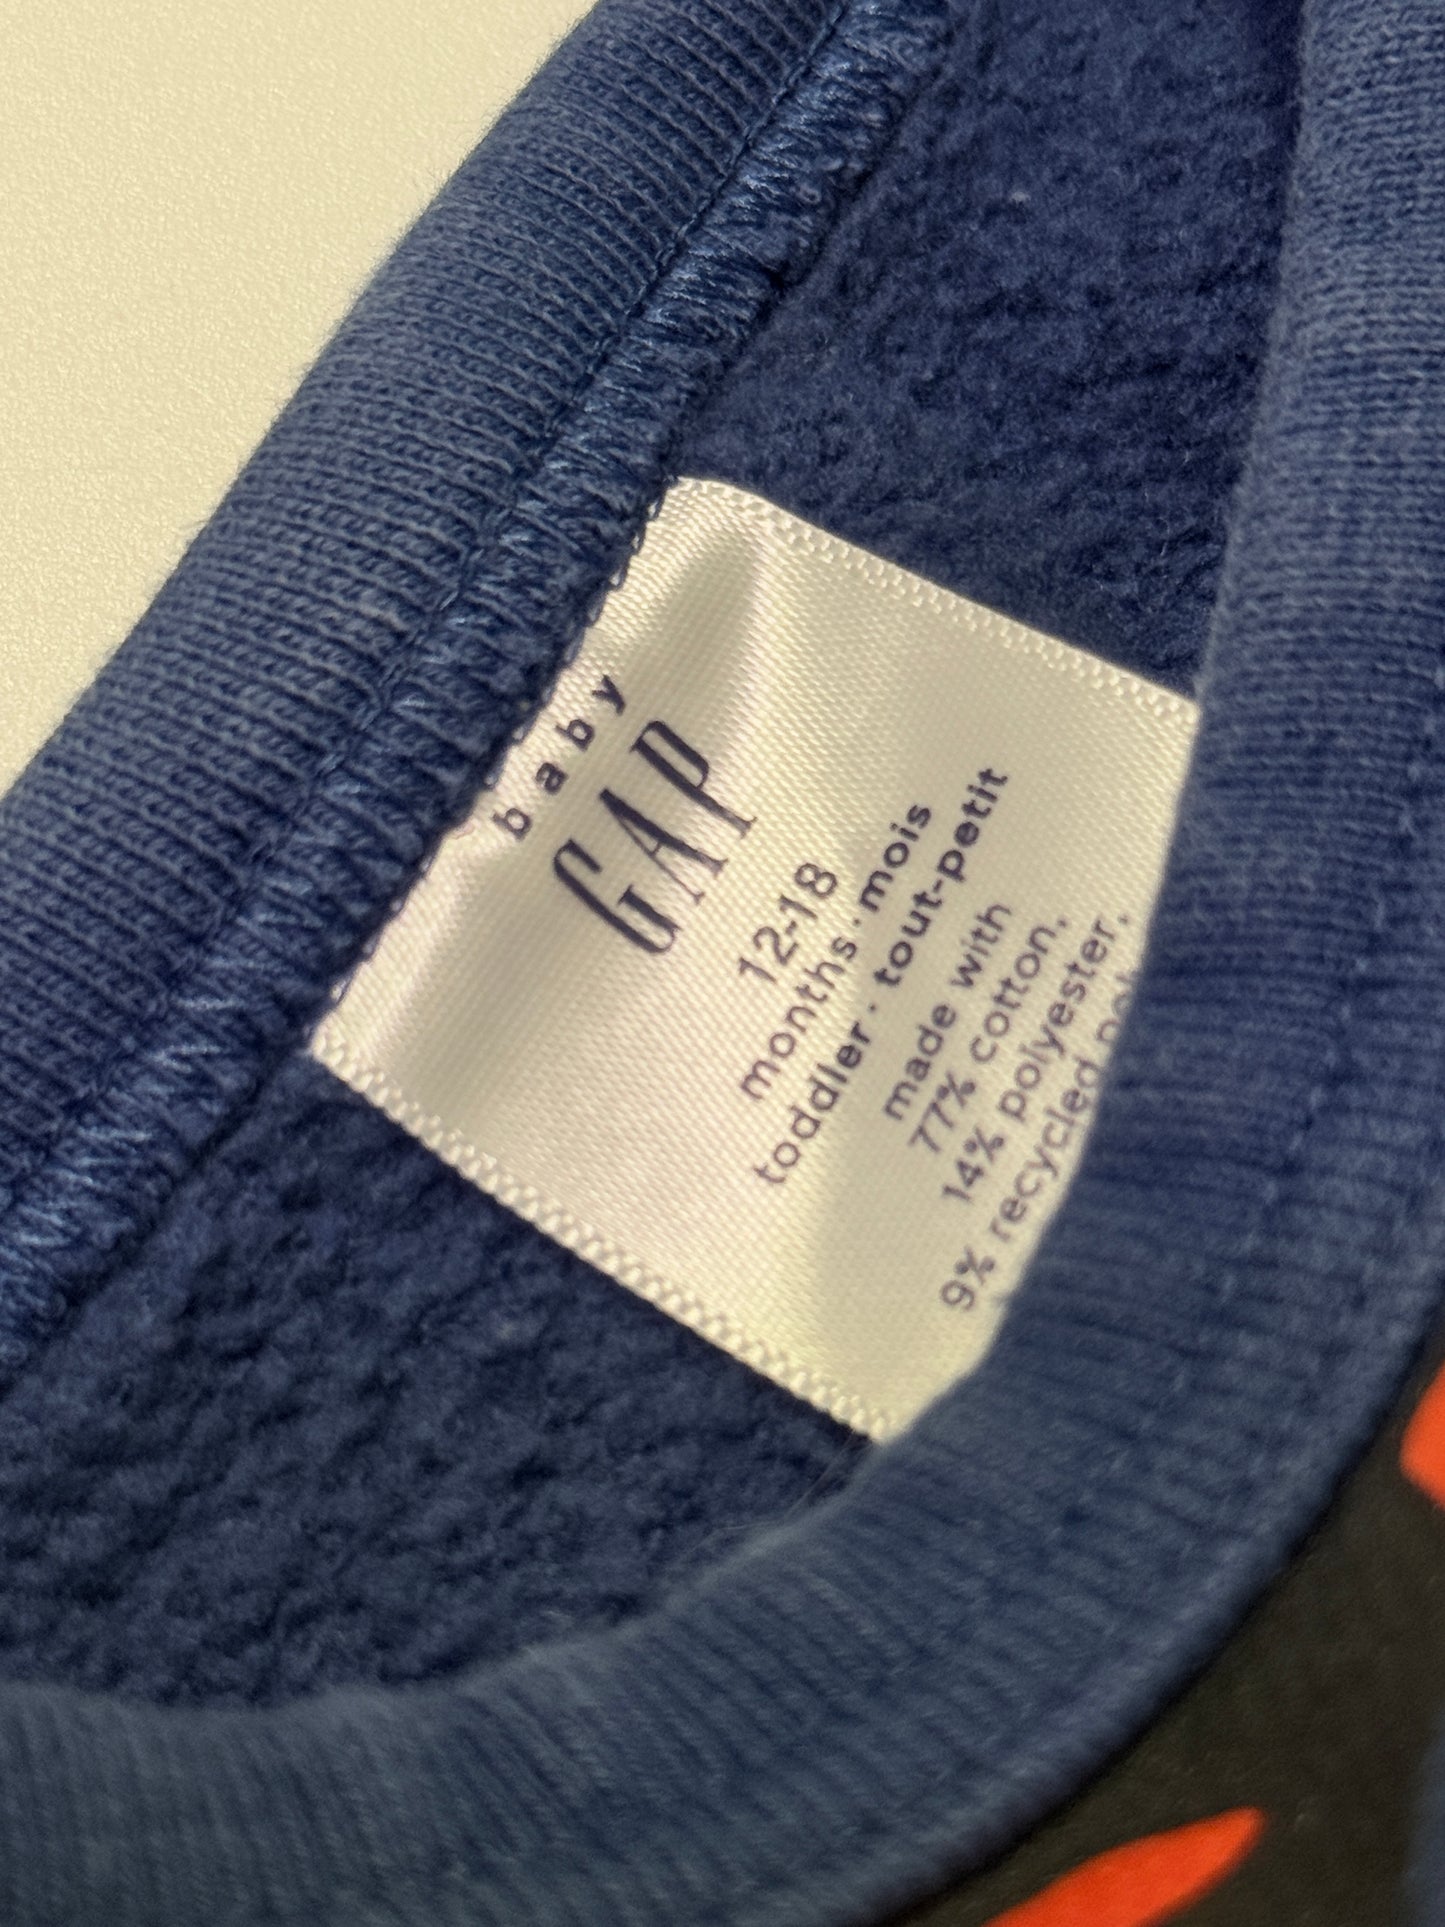 baby
GAP
12-18
months · mois
toddler · tout-petit
made with
77% cotton,
14% polyester,
9% recycled